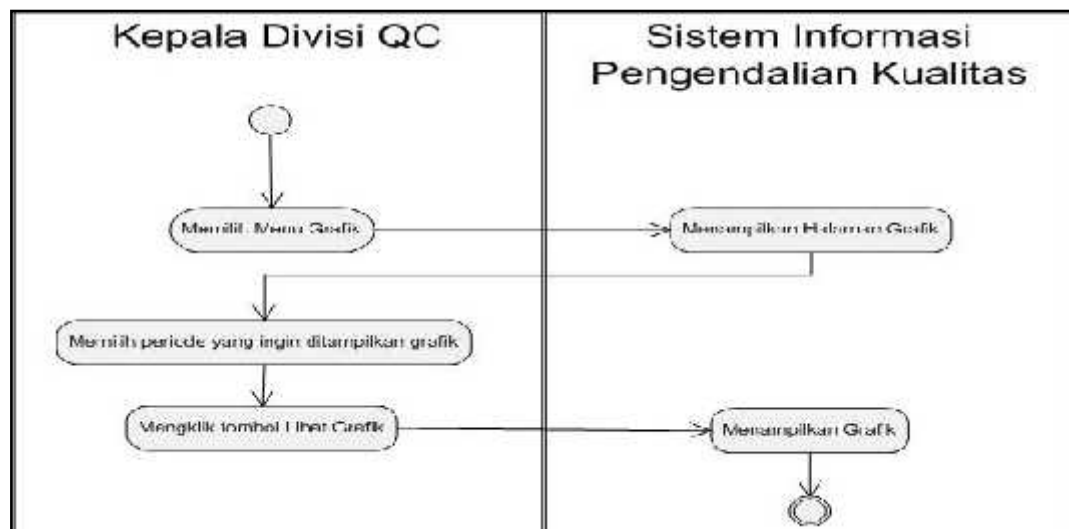 Kepala Divisi QC
Sistem Informasi
Pengendalian Kualitas
Memilih Menu Grafik
Menampilkan Halaman Grafik
Memilih periode yang ingin ditampilkan grafik
Mengklik tombol Lihat Grafik
Menampilkan Grafik